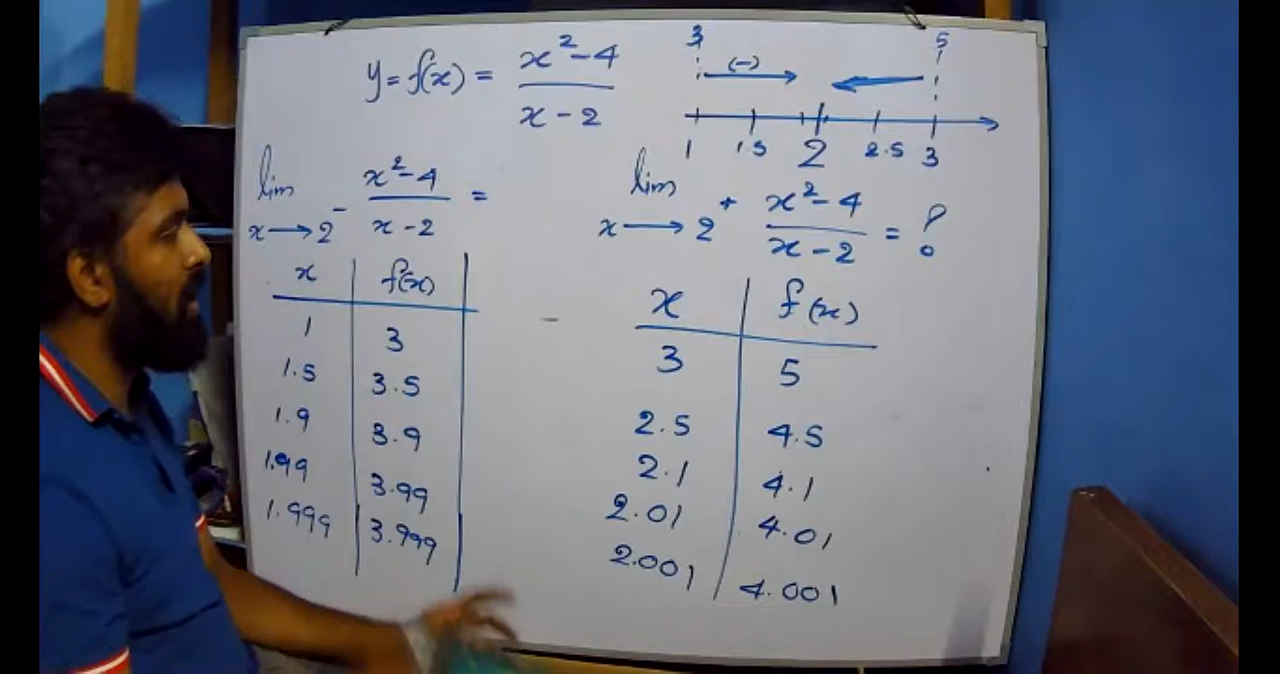 y = f(x) = x²-4 / x-2
3 (-) 5
1 1.5 2 2.5 3
lim x→2⁻ x²-4 / x-2 =
x f(x)
1 3
1.5 3.5
1.9 3.9
1.99 3.99
1.999 3.999
lim x→2⁺ x²-4 / x-2 = ?
x f(x)
3 5
2.5 4.5
2.1 4.1
2.01 4.01
2.001 4.001